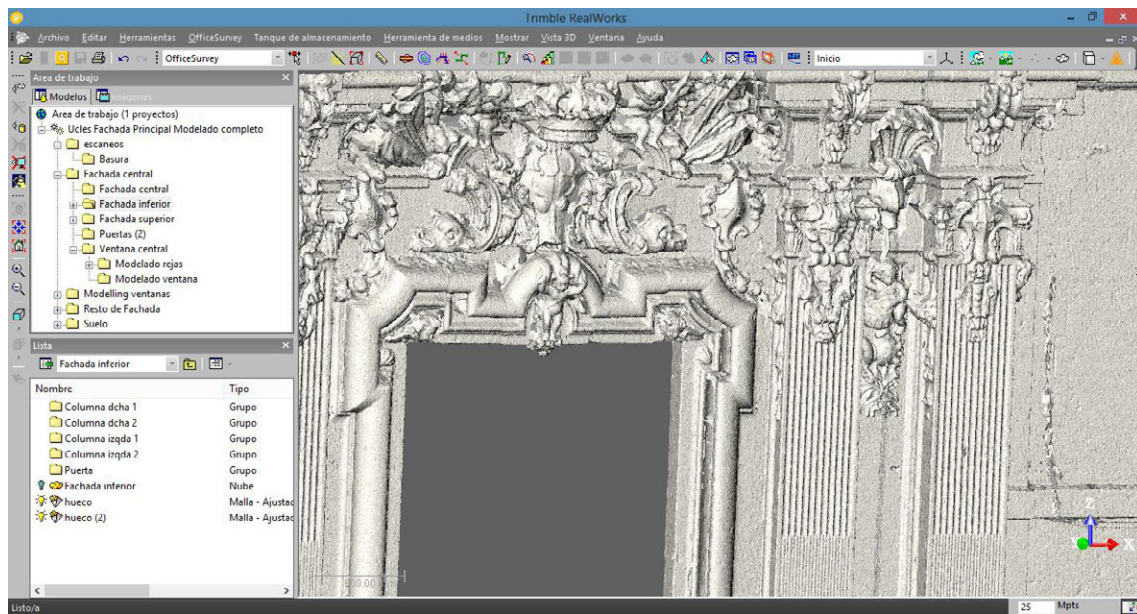 Trimble RealWorks
Archivo Editar Herramientas OfficeSurvey Tanque de almacenamiento Herramienta de medios Mostrar Vista 3D Ventana Ayuda
OfficeSurvey Inicio
Area de trabajo
Modelos Imágenes
Area de trabajo (1 proyectos)
Ucles Fachada Principal Modelado completo
escaneos
Basura
Fachada central
Fachada central
Fachada inferior
Fachada superior
Puertas (2)
Ventana central
Modelado rejas
Modelado ventana
Modelling ventanas
Resto de Fachada
Suelo
Lista
Fachada inferior
Nombre Tipo
Columna dcha 1 Grupo
Columna dcha 2 Grupo
Columna izqda 1 Grupo
Columna izqda 2 Grupo
Puerta Grupo
Fachada inferior Nube
hueco Malla - Ajustad
hueco (2) Malla - Ajustad
Z
X
Listo/a 25 Mpts